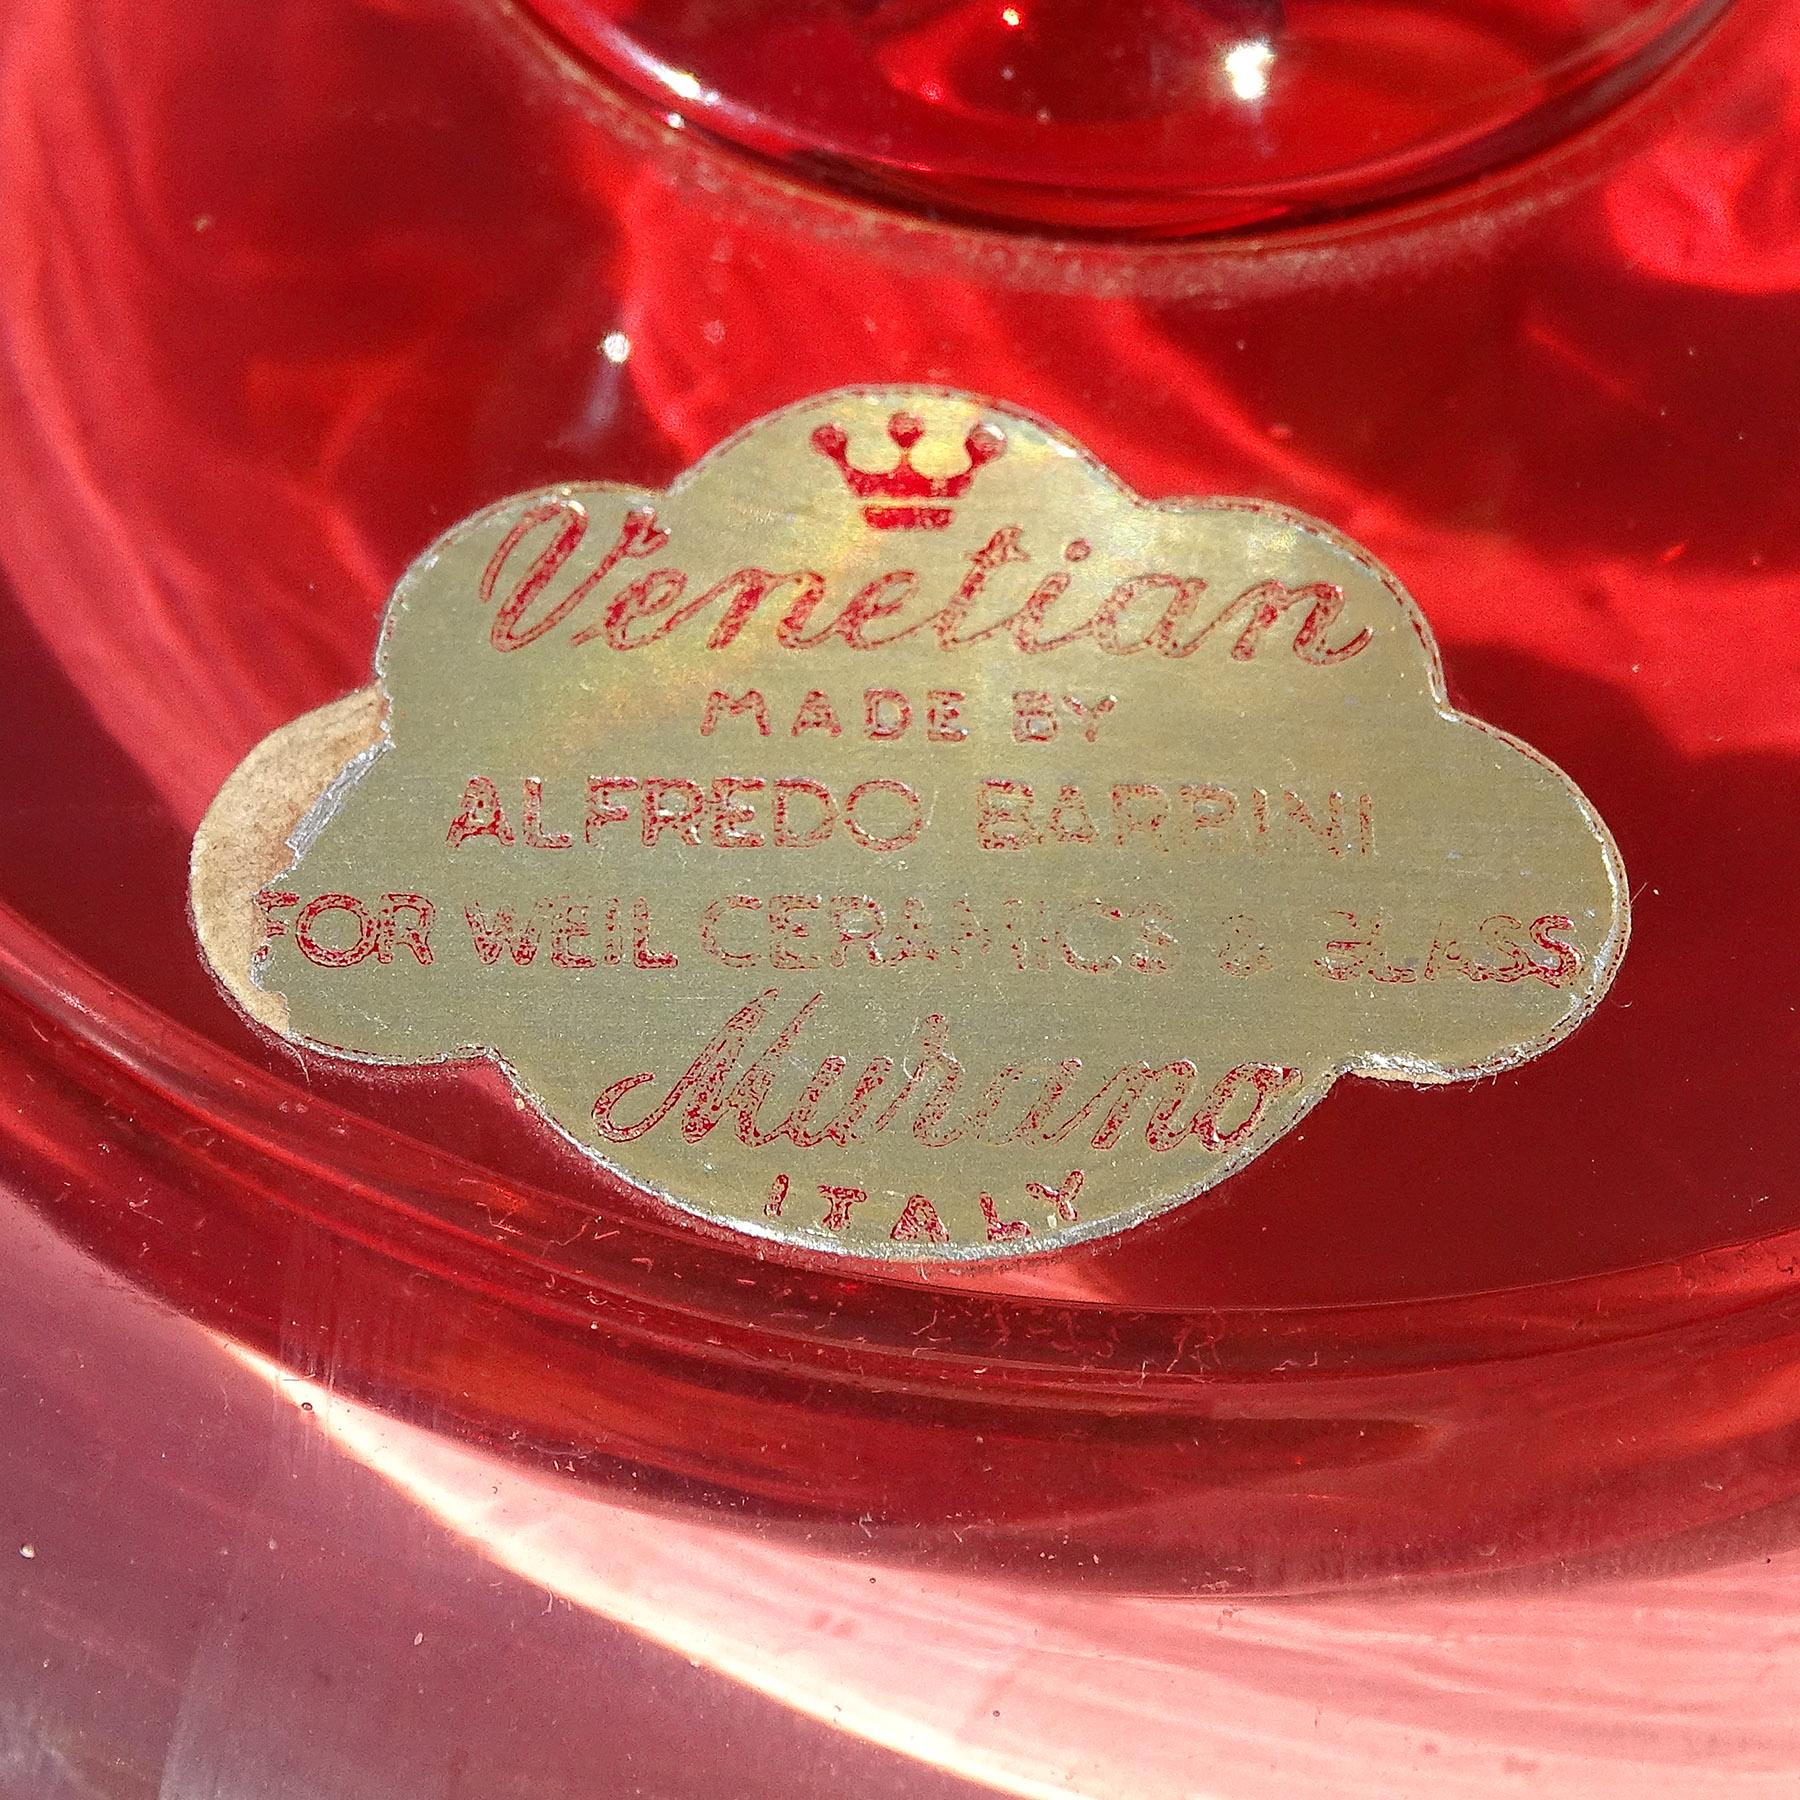 Venetian
MADE BY
ALFREDO BARBINI
FOR WEIL CERAMICS & GLASS
Murano
ITALY